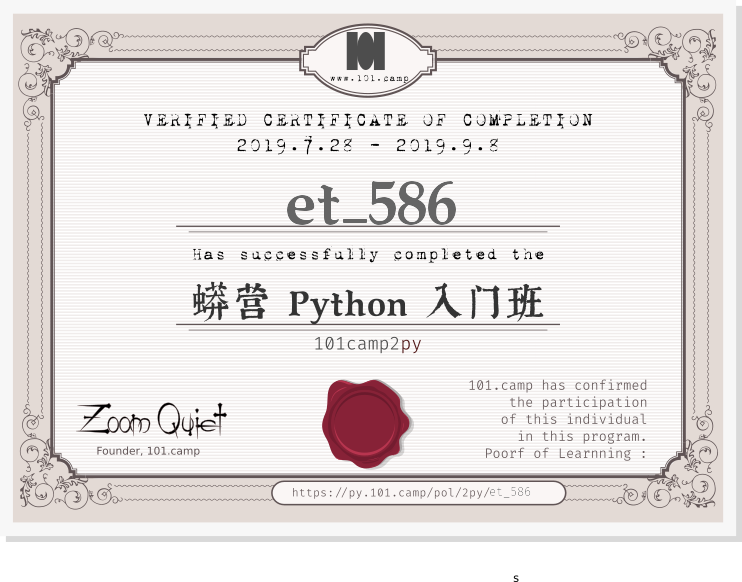 www.101.camp
VERIFIED CERTIFICATE OF COMPLETION
2019.7.28 - 2019.9.8
et_586
Has successfully completed the
蟒营 Python 入门班
101camp2py
Zoom Quiet
Founder, 101.camp
101.camp has confirmed
the participation
of this individual
in this program.
Poorf of Learnning :
https://py.101.camp/pol/2py/et_586
s